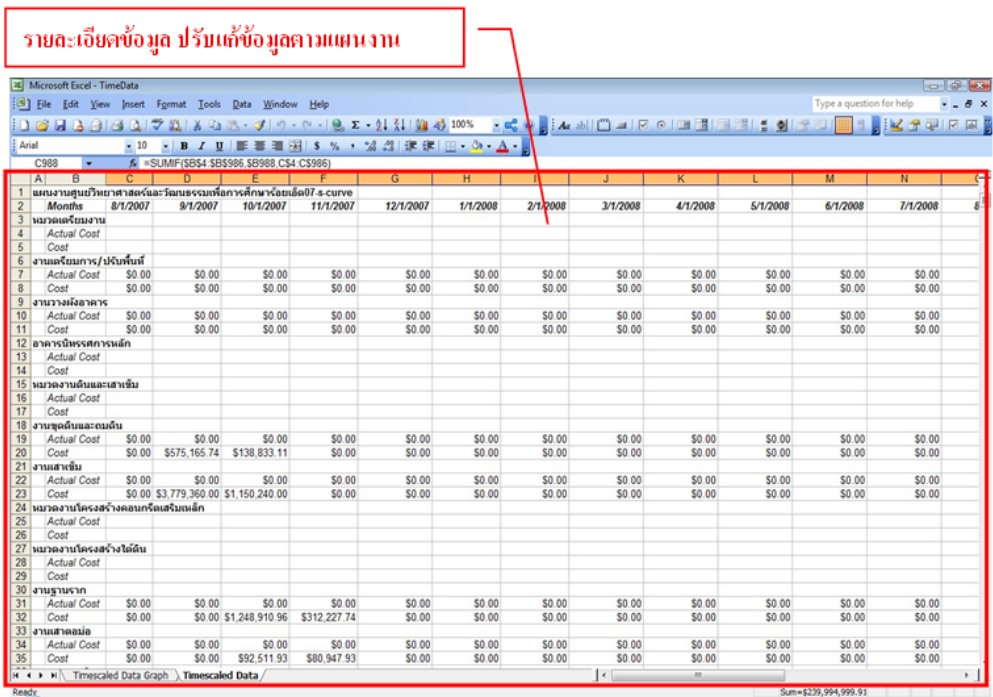 รายละเอียดข้อมูล ปรับแก้ข้อมูลตามแผนงาน
Microsoft Excel - TimeData
File Edit View Insert Format Tools Data Window Help Type a question for help
100%
Arial 10 B I U $ % ,
C988 fx =SUMIF($B$4:$B$986,$B988,C$4:C$986)
A B C D E F G H I J K L M N
1 แผนงานศูนย์วิทยาศาสตร์และวัฒนธรรมเพื่อการศึกษาร้อยเอ็ด07-s-curve
2 Months 8/1/2007 9/1/2007 10/1/2007 11/1/2007 12/1/2007 1/1/2008 2/1/2008 3/1/2008 4/1/2008 5/1/2008 6/1/2008 7/1/2008 8
3 หมวดเตรียมงาน
4 Actual Cost
5 Cost
6 งานเตรียมการ/ปรับพื้นที่
7 Actual Cost $0.00 $0.00 $0.00 $0.00 $0.00 $0.00 $0.00 $0.00 $0.00 $0.00 $0.00 $0.00
8 Cost $0.00 $0.00 $0.00 $0.00 $0.00 $0.00 $0.00 $0.00 $0.00 $0.00 $0.00 $0.00
9 งานวางผังอาคาร
10 Actual Cost $0.00 $0.00 $0.00 $0.00 $0.00 $0.00 $0.00 $0.00 $0.00 $0.00 $0.00 $0.00
11 Cost $0.00 $0.00 $0.00 $0.00 $0.00 $0.00 $0.00 $0.00 $0.00 $0.00 $0.00 $0.00
12 อาคารนิทรรศการหลัก
13 Actual Cost
14 Cost
15 หมวดงานดินและเสาเข็ม
16 Actual Cost
17 Cost
18 งานขุดดินและถมดิน
19 Actual Cost $0.00 $0.00 $0.00 $0.00 $0.00 $0.00 $0.00 $0.00 $0.00 $0.00 $0.00 $0.00
20 Cost $0.00 $575,165.74 $138,833.11 $0.00 $0.00 $0.00 $0.00 $0.00 $0.00 $0.00 $0.00 $0.00
21 งานเสาเข็ม
22 Actual Cost $0.00 $0.00 $0.00 $0.00 $0.00 $0.00 $0.00 $0.00 $0.00 $0.00 $0.00 $0.00
23 Cost $0.00 $3,779,360.00 $1,150,240.00 $0.00 $0.00 $0.00 $0.00 $0.00 $0.00 $0.00 $0.00 $0.00
24 หมวดงานโครงสร้างคอนกรีตเสริมเหล็ก
25 Actual Cost
26 Cost
27 หมวดงานโครงสร้างใต้ดิน
28 Actual Cost
29 Cost
30 งานฐานราก
31 Actual Cost $0.00 $0.00 $0.00 $0.00 $0.00 $0.00 $0.00 $0.00 $0.00 $0.00 $0.00 $0.00
32 Cost $0.00 $0.00 $1,248,910.96 $312,227.74 $0.00 $0.00 $0.00 $0.00 $0.00 $0.00 $0.00 $0.00
33 งานเสาตอม่อ
34 Actual Cost $0.00 $0.00 $0.00 $0.00 $0.00 $0.00 $0.00 $0.00 $0.00 $0.00 $0.00 $0.00
35 Cost $0.00 $0.00 $92,511.93 $80,947.93 $0.00 $0.00 $0.00 $0.00 $0.00 $0.00 $0.00 $0.00
Timescaled Data Graph Timescaled Data
Ready Sum=$239,994,999.91